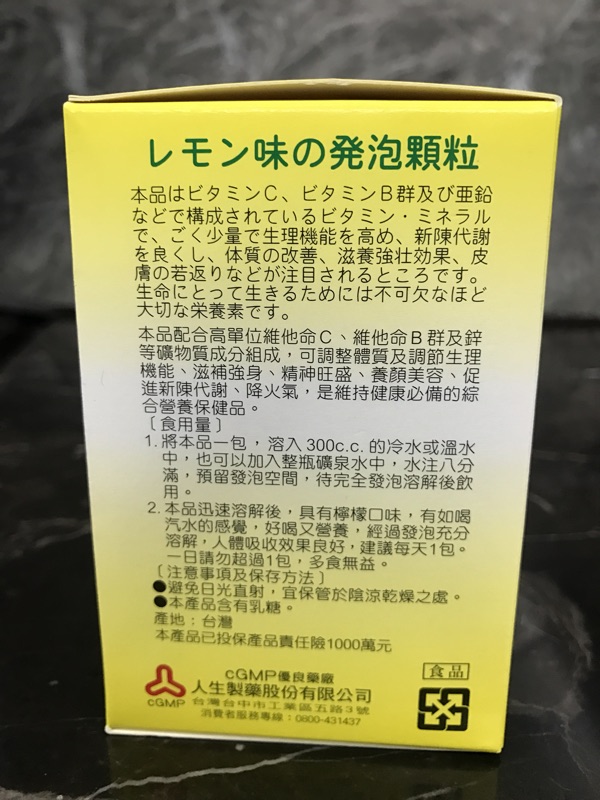 レモン味の発泡顆粒
本品はビタミンC、ビタミンB群及び亜鉛
などで構成されているビタミン・ミネラル
で、ごく少量で生理機能を高め、新陳代謝
を良くし、体質の改善、滋養強壮効果、皮
膚の若返りなどが注目されるところです。
生命にとって生きるためには不可欠なほど
大切な栄養素です。
本品配合高單位維他命C、維他命B群及鋅
等礦物質成分組成，可調整體質及調節生理
機能、滋補強身、精神旺盛、養顏美容、促
進新陳代謝、降火氣，是維持健康必備的綜
合營養保健品。
〔食用量〕
1. 將本品一包，溶入300c.c.的冷水或溫水
中，也可以加入整瓶礦泉水中，水注八分
滿，預留發泡空間，待完全發泡溶解後飲
用。
2. 本品迅速溶解後，具有檸檬口味，有如喝
汽水的感覺，好喝又營養，經過發泡充分
溶解，人體吸收效果良好，建議每天1包。
一日請勿超過1包，多食無益。
〔注意事項及保存方法〕
●避免日光直射，宜保管於陰涼乾燥之處。
●本產品含有乳糖。
產地：台灣
本產品已投保產品責任險1000萬元
cGMP優良藥廠
人生製藥股份有限公司
cGMP 台灣台中市工業區五路3號
消費者服務專線：0800-431437
食品